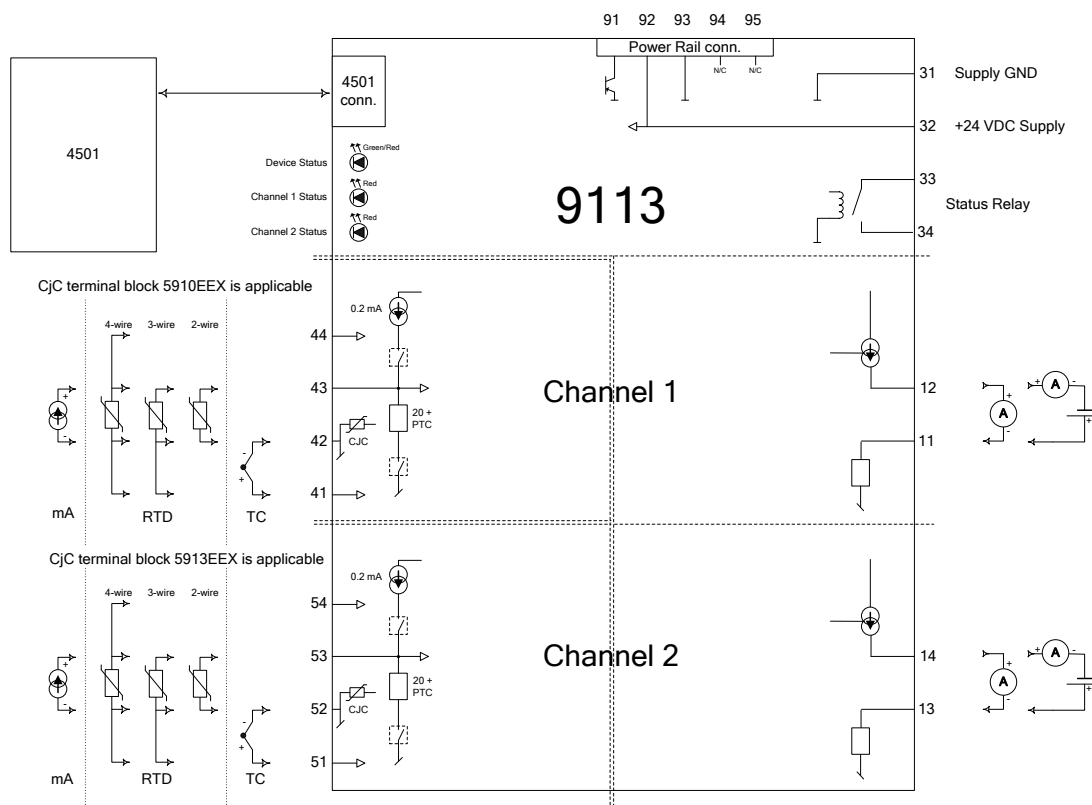 91 92 93 94 95
Power Rail conn.
N/C N/C
4501
conn.
4501
31 Supply GND
32 +24 VDC Supply
Green/Red
Device Status
Red
Channel 1 Status
Red
Channel 2 Status
9113
33
Status Relay
34
CjC terminal block 5910EEX is applicable
4-wire 3-wire 2-wire
0.2 mA
44
43
Channel 1
12
+
-
20 +
PTC
CJC
42
41
-
+
mA RTD TC
11
+
A
-
+ A -
+
CjC terminal block 5913EEX is applicable
4-wire 3-wire 2-wire
0.2 mA
54
53
Channel 2
14
+
-
20 +
PTC
CJC
52
51
-
+
mA RTD TC
13
+
A
-
+ A -
+